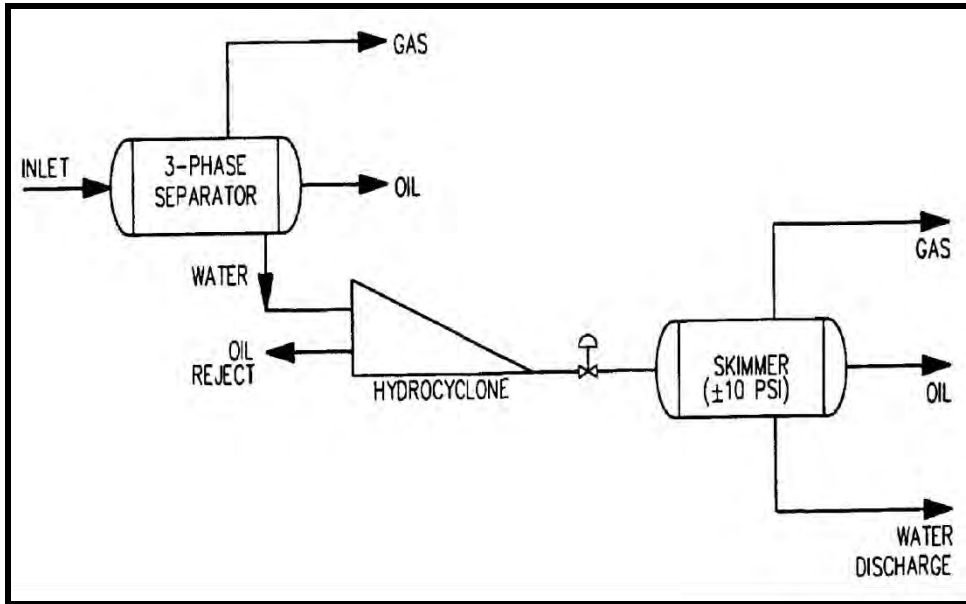 GAS
INLET
3-PHASE
SEPARATOR
OIL
WATER
OIL
REJECT
HYDROCYCLONE
GAS
SKIMMER
(±10 PSI)
OIL
WATER
DISCHARGE